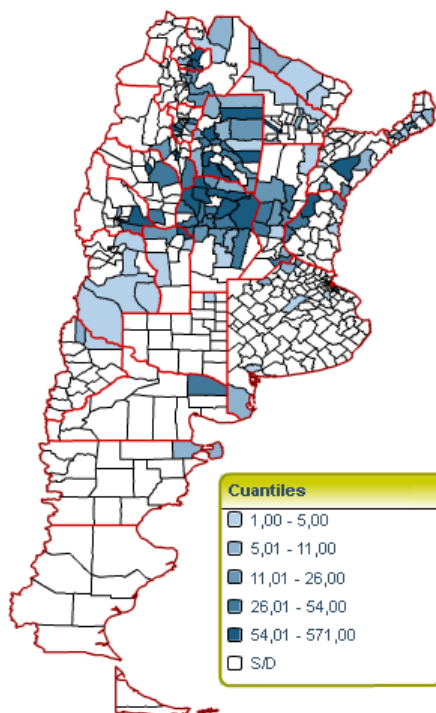 Cuantiles
1,00 - 5,00
5,01 - 11,00
11,01 - 26,00
26,01 - 54,00
54,01 - 571,00
S/D